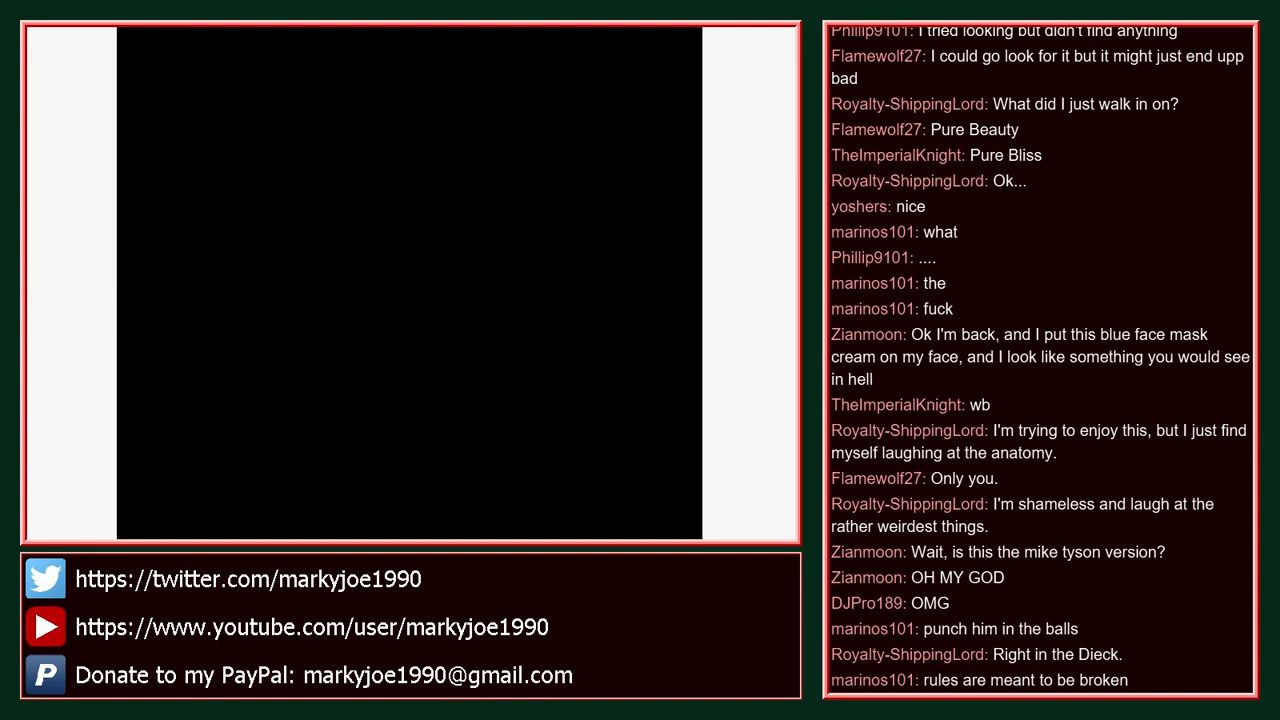 Phillip9101: I tried looking but didn't find anything
Flamewolf27: I could go look for it but it might just end upp
bad
Royalty-ShippingLord: What did I just walk in on?
Flamewolf27: Pure Beauty
TheImperialKnight: Pure Bliss
Royalty-ShippingLord: Ok...
yoshers: nice
marinos101: what
Phillip9101: ....
marinos101: the
marinos101: fuck
Zianmoon: Ok I'm back, and I put this blue face mask
cream on my face, and I look like something you would see
in hell
TheImperialKnight: wb
Royalty-ShippingLord: I'm trying to enjoy this, but I just find
myself laughing at the anatomy.
Flamewolf27: Only you.
Royalty-ShippingLord: I'm shameless and laugh at the
rather weirdest things.
Zianmoon: Wait, is this the mike tyson version?
Zianmoon: OH MY GOD
DJPro189: OMG
marinos101: punch him in the balls
Royalty-ShippingLord: Right in the Dieck.
marinos101: rules are meant to be broken
https://twitter.com/markyjoe1990
https://www.youtube.com/user/markyjoe1990
Donate to my PayPal: markyjoe1990@gmail.com